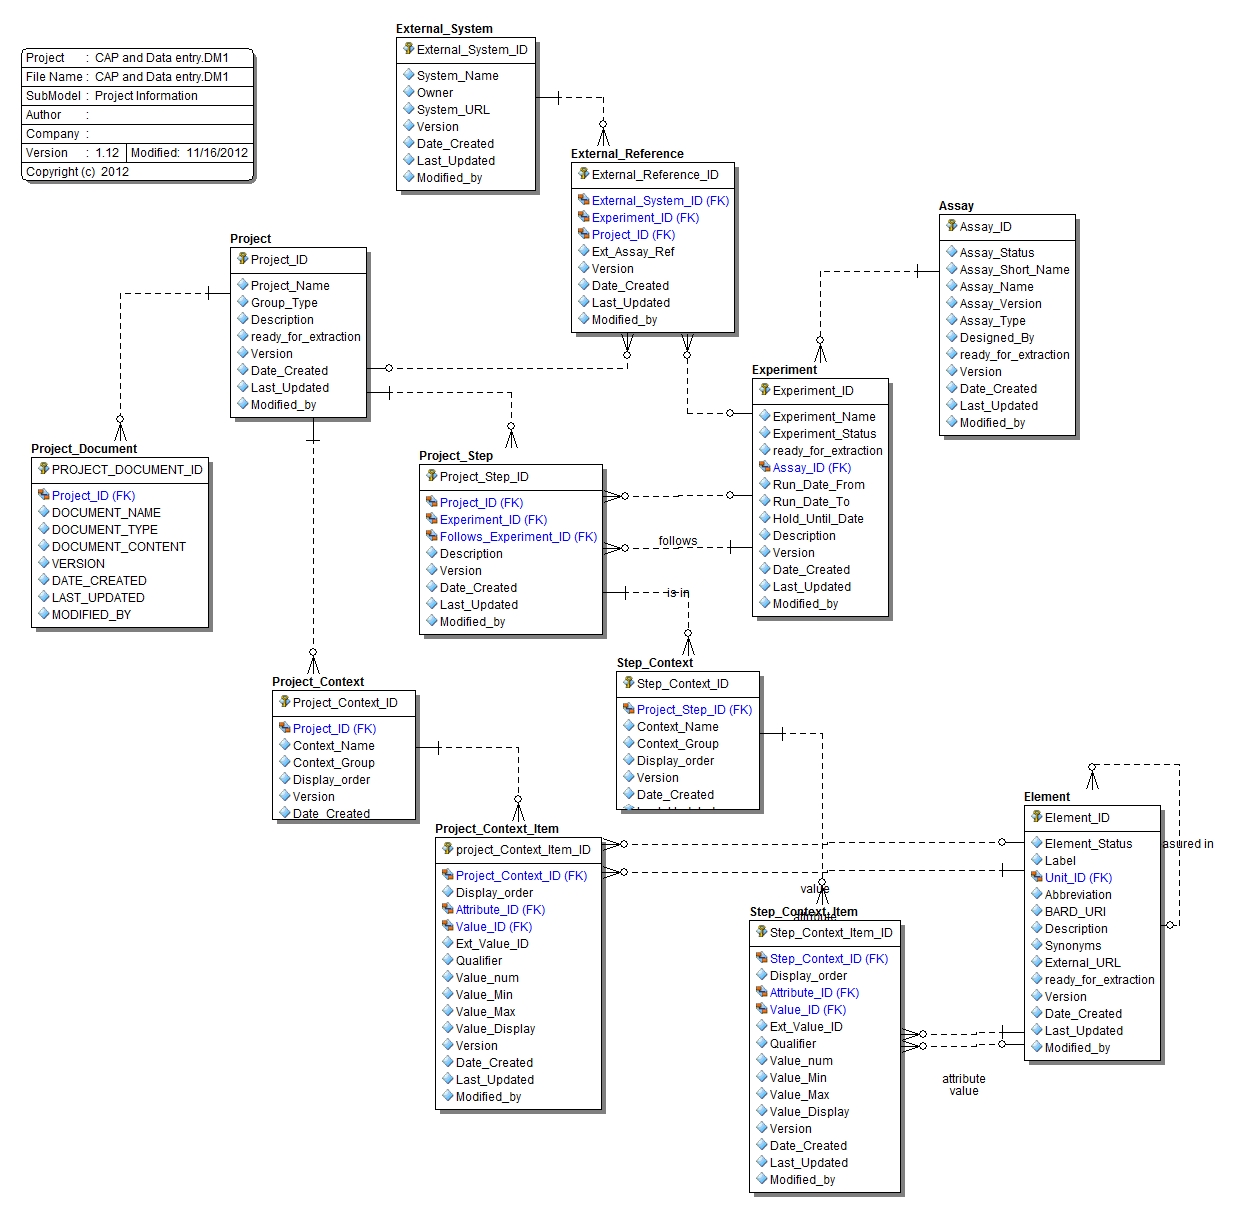 External_System
External_System_ID
System_Name
Owner
System_URL
Version
Date_Created
Last_Updated
Modified_by
Project : CAP and Data entry.DM1
File Name : CAP and Data entry.DM1
SubModel : Project Information
Author :
Company :
Version : 1.12 Modified: 11/16/2012
Copyright (c) 2012
External_Reference
External_Reference_ID
External_System_ID (FK)
Experiment_ID (FK)
Project_ID (FK)
Ext_Assay_Ref
Version
Date_Created
Last_Updated
Modified_by
Assay
Assay_ID
Assay_Status
Assay_Short_Name
Assay_Name
Assay_Version
Assay_Type
Designed_By
ready_for_extraction
Version
Date_Created
Last_Updated
Modified_by
Project
Project_ID
Project_Name
Group_Type
Description
ready_for_extraction
Version
Date_Created
Last_Updated
Modified_by
Experiment
Experiment_ID
Experiment_Name
Experiment_Status
ready_for_extraction
Assay_ID (FK)
Run_Date_From
Run_Date_To
Hold_Until_Date
Description
Version
Date_Created
Last_Updated
Modified_by
Project_Document
PROJECT_DOCUMENT_ID
Project_ID (FK)
DOCUMENT_NAME
DOCUMENT_TYPE
DOCUMENT_CONTENT
VERSION
DATE_CREATED
LAST_UPDATED
MODIFIED_BY
Project_Step
Project_Step_ID
Project_ID (FK)
Experiment_ID (FK)
Follows_Experiment_ID (FK)
Description
Version
Date_Created
Last_Updated
Modified_by
follows
is in
Step_Context
Step_Context_ID
Project_Step_ID (FK)
Context_Name
Context_Group
Display_order
Version
Date_Created
Project_Context
Project_Context_ID
Project_ID (FK)
Context_Name
Context_Group
Display_order
Version
Date_Created
Project_Context_Item
project_Context_Item_ID
Project_Context_ID (FK)
Display_order
Attribute_ID (FK)
Value_ID (FK)
Ext_Value_ID
Qualifier
Value_num
Value_Min
Value_Max
Value_Display
Version
Date_Created
Last_Updated
Modified_by
value
attribute
Step_Context_Item
Step_Context_Item_ID
Step_Context_ID (FK)
Display_order
Attribute_ID (FK)
Value_ID (FK)
Ext_Value_ID
Qualifier
Value_num
Value_Min
Value_Max
Value_Display
Version
Date_Created
Last_Updated
Modified_by
Element
Element_ID
Element_Status
Label
Unit_ID (FK)
Abbreviation
BARD_URI
Description
Synonyms
External_URL
ready_for_extraction
Version
Date_Created
Last_Updated
Modified_by
asured in
attribute
value